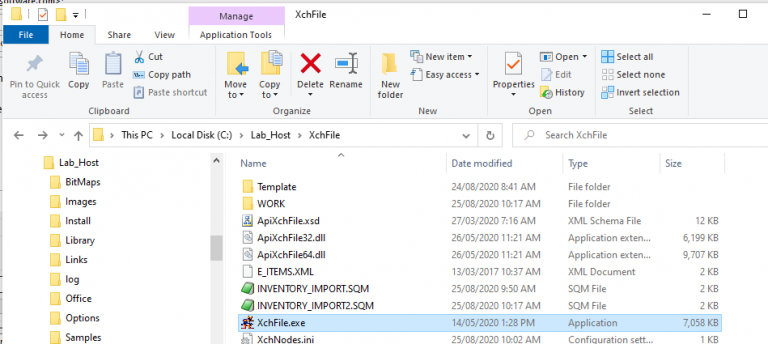 Manage
XchFile
File
Home
Share
View
Application Tools
Pin to Quick access
Copy
Paste
Cut
Copy path
Paste shortcut
Clipboard
Move to
Copy to
Delete
Rename
Organize
New folder
New item
Easy access
New
Properties
Open
Edit
History
Open
Select all
Select none
Invert selection
Select
This PC > Local Disk (C:) > Lab_Host > XchFile
Search XchFile
Lab_Host
BitMaps
Images
Install
Library
Links
log
Office
Options
Samples
Name Date modified Type Size
Template 24/08/2020 8:41 AM File folder
WORK 25/08/2020 10:17 AM File folder
ApiXchFile.xsd 27/03/2020 7:16 AM XML Schema File 12 KB
ApiXchFile32.dll 26/05/2020 11:21 AM Application exten... 6,199 KB
ApiXchFile64.dll 26/05/2020 11:21 AM Application exten... 9,707 KB
E_ITEMS.XML 13/03/2017 10:37 AM XML Document 2 KB
INVENTORY_IMPORT.SQM 25/08/2020 9:50 AM SQM File 2 KB
INVENTORY_IMPORT2.SQM 25/08/2020 10:17 AM SQM File 2 KB
XchFile.exe 14/05/2020 1:28 PM Application 7,058 KB
XchNodes.ini 25/08/2020 10:02 AM Configuration sett... 1 KB